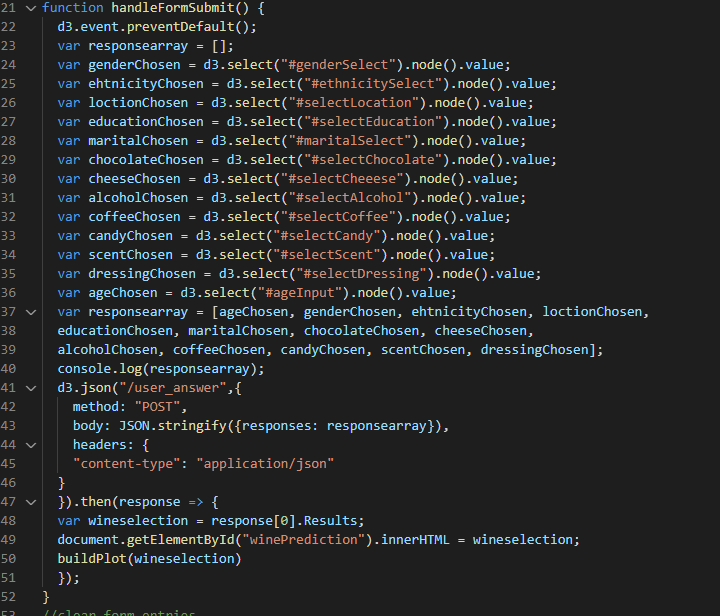 21 function handleFormSubmit() {
22 d3.event.preventDefault();
23 var responsearray = [];
24 var genderChosen = d3.select("#genderSelect").node().value;
25 var ehtnicityChosen = d3.select("#ethnicitySelect").node().value;
26 var loctionChosen = d3.select("#selectLocation").node().value;
27 var educationChosen = d3.select("#selectEducation").node().value;
28 var maritalChosen = d3.select("#maritalSelect").node().value;
29 var chocolateChosen = d3.select("#selectChocolate").node().value;
30 var cheeseChosen = d3.select("#selectCheeese").node().value;
31 var alcoholChosen = d3.select("#selectAlcohol").node().value;
32 var coffeeChosen = d3.select("#selectCoffee").node().value;
33 var candyChosen = d3.select("#selectCandy").node().value;
34 var scentChosen = d3.select("#selectScent").node().value;
35 var dressingChosen = d3.select("#selectDressing").node().value;
36 var ageChosen = d3.select("#ageInput").node().value;
37 var responsearray = [ageChosen, genderChosen, ehtnicityChosen, loctionChosen,
38 educationChosen, maritalChosen, chocolateChosen, cheeseChosen,
39 alcoholChosen, coffeeChosen, candyChosen, scentChosen, dressingChosen];
40 console.log(responsearray);
41 d3.json("/user_answer",{
42 method: "POST",
43 body: JSON.stringify({responses: responsearray}),
44 headers: {
45 "content-type": "application/json"
46 }
47 }).then(response => {
48 var wineselection = response[0].Results;
49 document.getElementById("winePrediction").innerHTML = wineselection;
50 buildPlot(wineselection)
51 });
52 }
53 //clean form entries